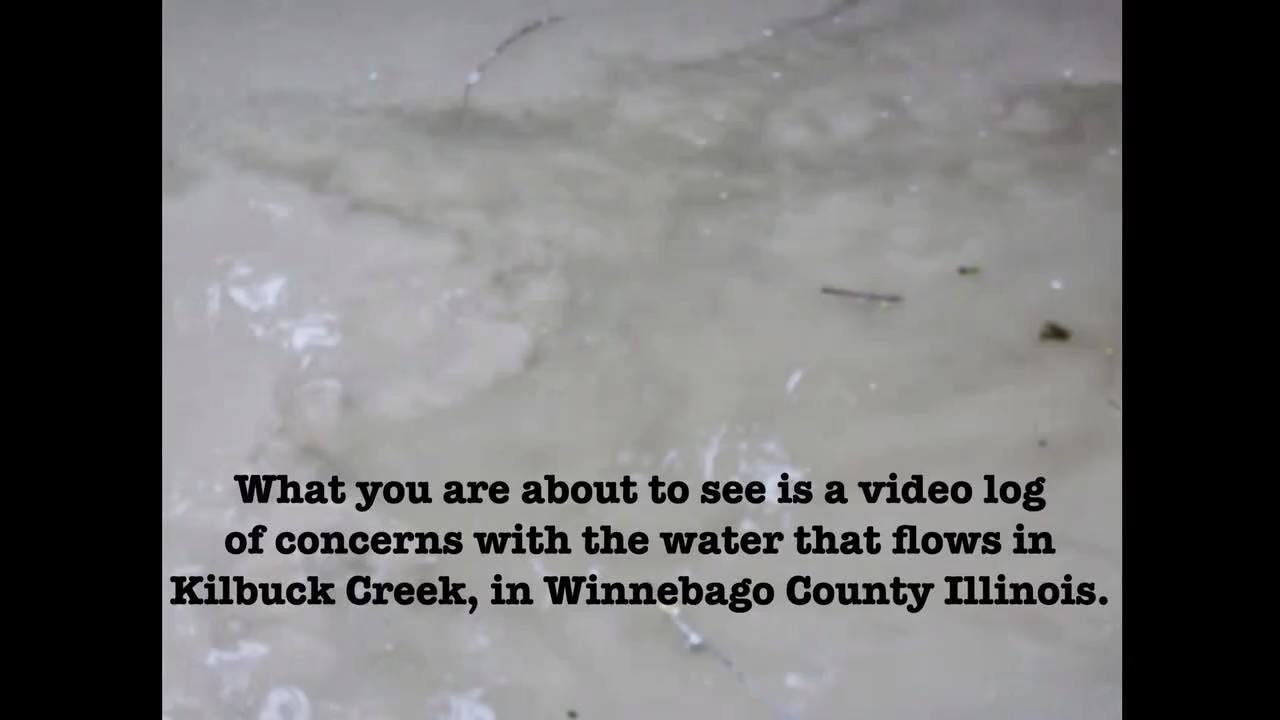 What you are about to see is a video log
of concerns with the water that flows in
Kilbuck Creek, in Winnebago County Illinois.